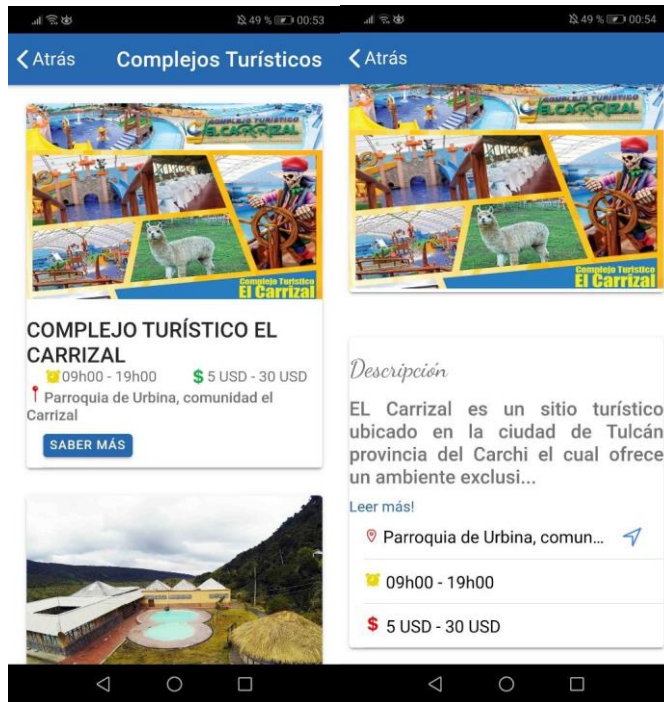 49 % 00:53
Atrás Complejos Turísticos
COMPLEJO TURÍSTICO
EL CARRIZAL
Complejo Turístico
El Carrizal
COMPLEJO TURÍSTICO EL
CARRIZAL
09h00 - 19h00 $ 5 USD - 30 USD
Parroquia de Urbina, comunidad el
Carrizal
SABER MÁS
49 % 00:54
Atrás
COMPLEJO TURÍSTICO
EL CARRIZAL
Complejo Turístico
El Carrizal
Descripción
EL Carrizal es un sitio turístico
ubicado en la ciudad de Tulcán
provincia del Carchi el cual ofrece
un ambiente exclusi...
Leer más!
Parroquia de Urbina, comun...
09h00 - 19h00
$ 5 USD - 30 USD